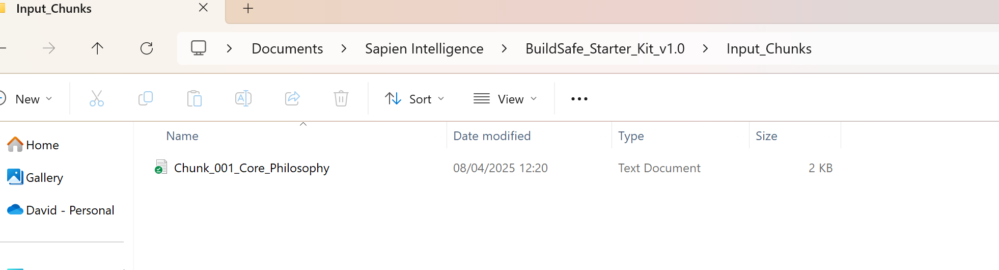 Input_Chunks
Documents > Sapien Intelligence > BuildSafe_Starter_Kit_v1.0 > Input_Chunks
New Sort View
Name Date modified Type Size
Home
Chunk_001_Core_Philosophy 08/04/2025 12:20 Text Document 2 KB
Gallery
David - Personal